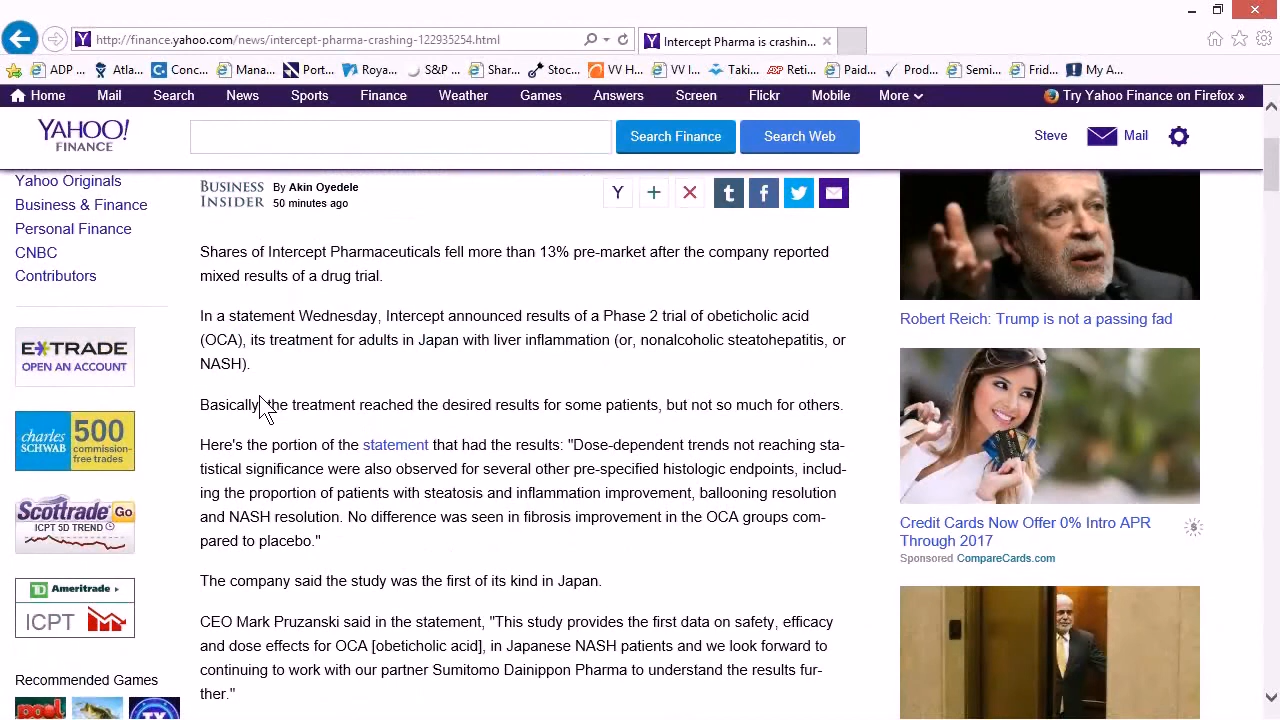 http://finance.yahoo.com/news/intercept-pharma-crashing-122935254.html
Intercept Pharma is crashin...
ADP ... Atla... Conc... Mana... Port... Roya... S&P ... Shar... Stoc... VV H... VV I... Taki... Reti... Paid... Prod... Semi... Frid... My A...
Home Mail Search News Sports Finance Weather Games Answers Screen Flickr Mobile More Try Yahoo Finance on Firefox »
YAHOO!
FINANCE
Search Finance
Search Web
Steve
Mail
Yahoo Originals
Business & Finance
Personal Finance
CNBC
Contributors
E*TRADE
OPEN AN ACCOUNT
charles
SCHWAB
500
commission-
free trades
Scottrade Go
ICPT 5D TREND
TD Ameritrade
ICPT
Recommended Games
pool
BUSINESS
INSIDER
By Akin Oyedele
50 minutes ago
Shares of Intercept Pharmaceuticals fell more than 13% pre-market after the company reported
mixed results of a drug trial.
In a statement Wednesday, Intercept announced results of a Phase 2 trial of obeticholic acid
(OCA), its treatment for adults in Japan with liver inflammation (or, nonalcoholic steatohepatitis, or
NASH).
Basically, the treatment reached the desired results for some patients, but not so much for others.
Here's the portion of the statement that had the results: "Dose-dependent trends not reaching sta-
tistical significance were also observed for several other pre-specified histologic endpoints, includ-
ing the proportion of patients with steatosis and inflammation improvement, ballooning resolution
and NASH resolution. No difference was seen in fibrosis improvement in the OCA groups com-
pared to placebo."
The company said the study was the first of its kind in Japan.
CEO Mark Pruzanski said in the statement, "This study provides the first data on safety, efficacy
and dose effects for OCA [obeticholic acid], in Japanese NASH patients and we look forward to
continuing to work with our partner Sumitomo Dainippon Pharma to understand the results fur-
ther."
Robert Reich: Trump is not a passing fad
Credit Cards Now Offer 0% Intro APR
Through 2017
Sponsored CompareCards.com